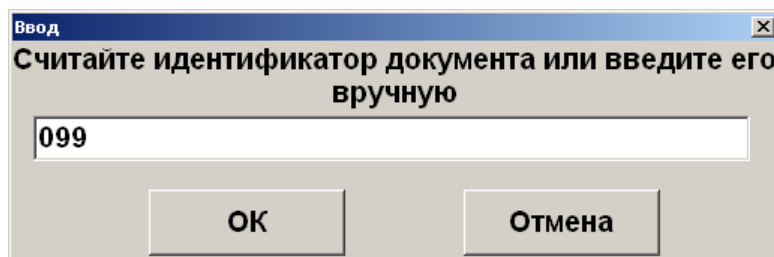 Ввод
Считайте идентификатор документа или введите его
вручную
099
ОК
Отмена